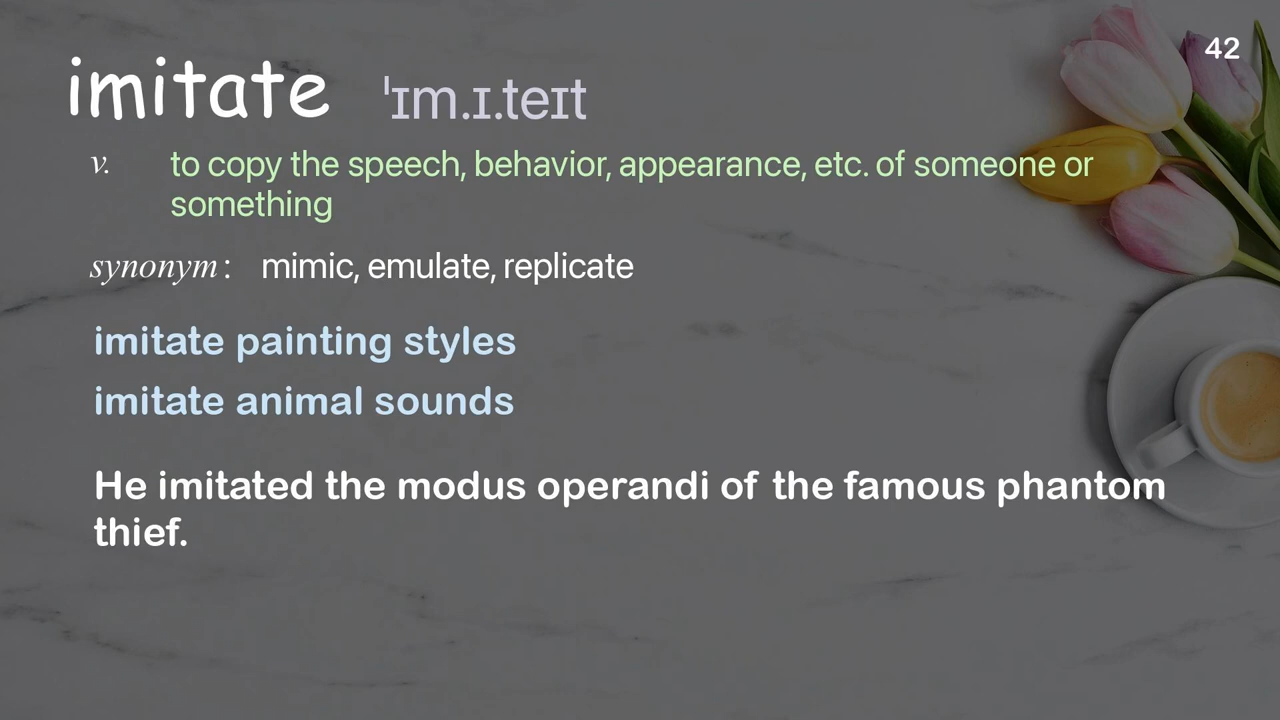 42
imitate ˈɪm.ɪ.teɪt
v. to copy the speech, behavior, appearance, etc. of someone or
something
synonym: mimic, emulate, replicate
imitate painting styles
imitate animal sounds
He imitated the modus operandi of the famous phantom
thief.